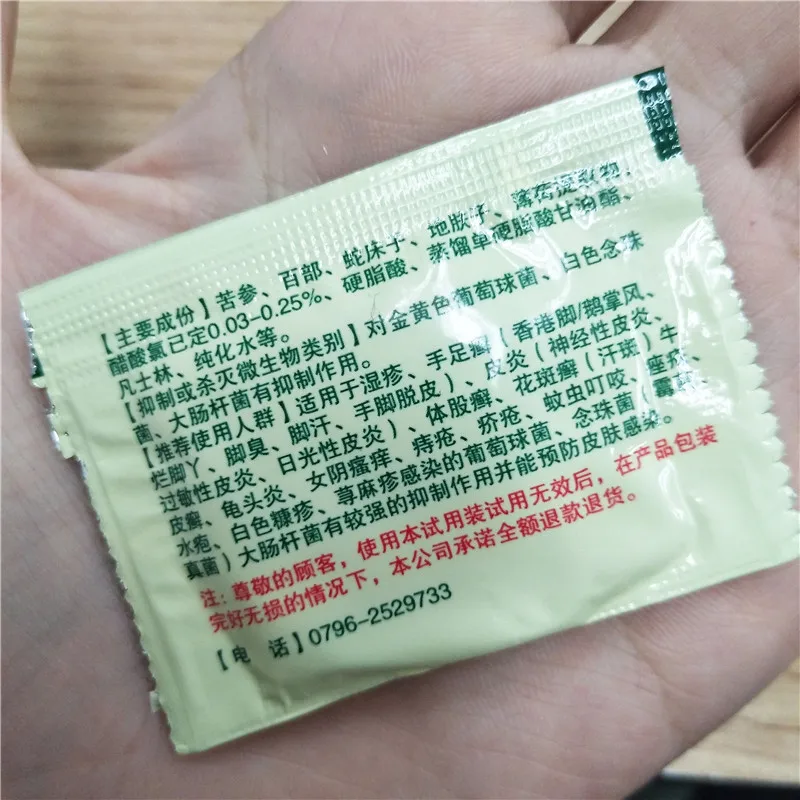 【主要成份】苦参、百部、蛇床子、地肤子、薄荷提取物、
醋酸氯已定0.03-0.25%、硬脂酸、蒸馏单硬脂酸甘油酯、
凡士林、纯化水等。
【抑制或杀灭微生物类别】对金黄色葡萄球菌、白色念珠
菌、大肠杆菌有抑制作用。
【推荐使用人群】适用于湿疹、手足癣（香港脚/鹅掌风、
烂脚丫、脚臭、脚汗、手脚脱皮）、皮炎（神经性皮炎、
过敏性皮炎、日光性皮炎）、体股癣、花斑癣（汗斑）牛
皮癣、龟头炎、女阴瘙痒、痔疮、疥疮、蚊虫叮咬、痤疮、
水疱、白色糠疹、荨麻疹感染的葡萄球菌、念珠菌（霉菌、
真菌）大肠杆菌有较强的抑制作用并能预防皮肤感染。
注：尊敬的顾客，使用本试用装试用无效后，在产品包装
完好无损的情况下，本公司承诺全额退款退货。
【电 话】0796-2529733